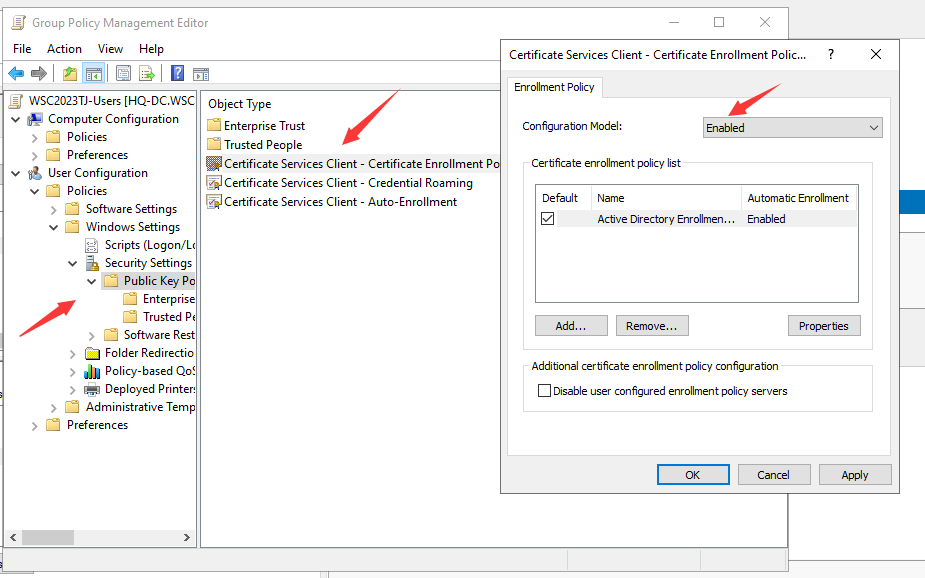 Group Policy Management Editor
File Action View Help
WSC2023TJ-Users [HQ-DC.WSC
Computer Configuration
Policies
Preferences
User Configuration
Policies
Software Settings
Windows Settings
Scripts (Logon/Lo
Security Settings
Public Key Po
Enterprise
Trusted Pe
Software Rest
Folder Redirectio
Policy-based QoS
Deployed Printers
Administrative Temp
Preferences
Object Type
Enterprise Trust
Trusted People
Certificate Services Client - Certificate Enrollment Po
Certificate Services Client - Credential Roaming
Certificate Services Client - Auto-Enrollment
Certificate Services Client - Certificate Enrollment Polic...
Enrollment Policy
Configuration Model: Enabled
Certificate enrollment policy list
Default Name Automatic Enrollment
Active Directory Enrollmen... Enabled
Add... Remove... Properties
Additional certificate enrollment policy configuration
Disable user configured enrollment policy servers
OK Cancel Apply